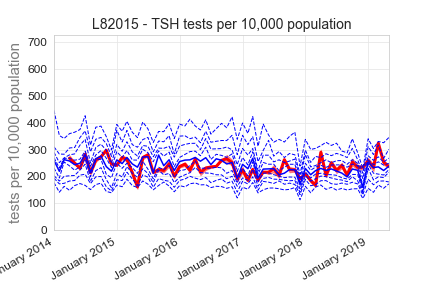 L82015 - TSH tests per 10,000 population
tests per 10,000 population
700
600
500
400
300
200
100
0
nuary 2014
January 2015
January 2016
January 2017
January 2018
January 2019